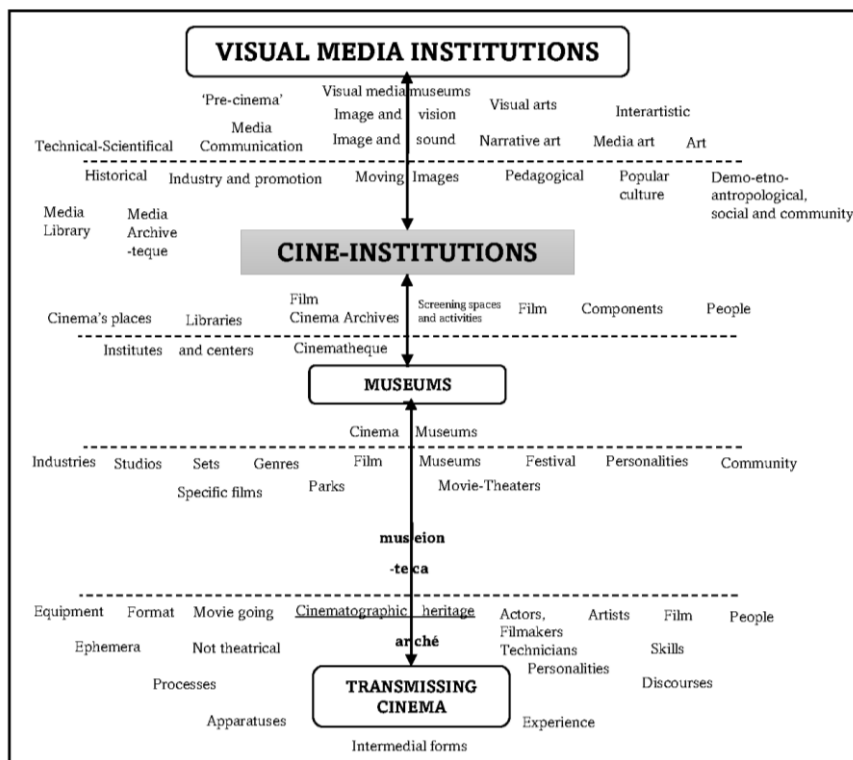 VISUAL MEDIA INSTITUTIONS
Visual media museums
'Pre-cinema'
Visual arts
Interartistic
Image and vision
Media
Communication
Technical-Scientifical
Image and sound
Narrative art
Media art
Art
Historical
Industry and promotion
Moving Images
Pedagogical
Popular
culture
Demo-etno-
antropological,
social and community
Media
Library
Media
Archive
-teque
CINE-INSTITUTIONS
Cinema's places
Libraries
Film
Cinema Archives
Screening spaces
and activities
Film
Components
People
Institutes and centers
Cinematheque
MUSEUMS
Cinema Museums
Industries
Studios
Sets
Genres
Film Museums
Festival
Personalities
Community
Specific films
Parks
Movie-Theaters
museion
-teca
Equipment
Format
Movie going
Cinematographic heritage
Actors,
Filmakers
Technicians
Personalities
Artists
Film
People
Ephemera
Not theatrical
arché
Skills
Processes
TRANSMISSING
CINEMA
Discourses
Apparatuses
Experience
Intermedial forms